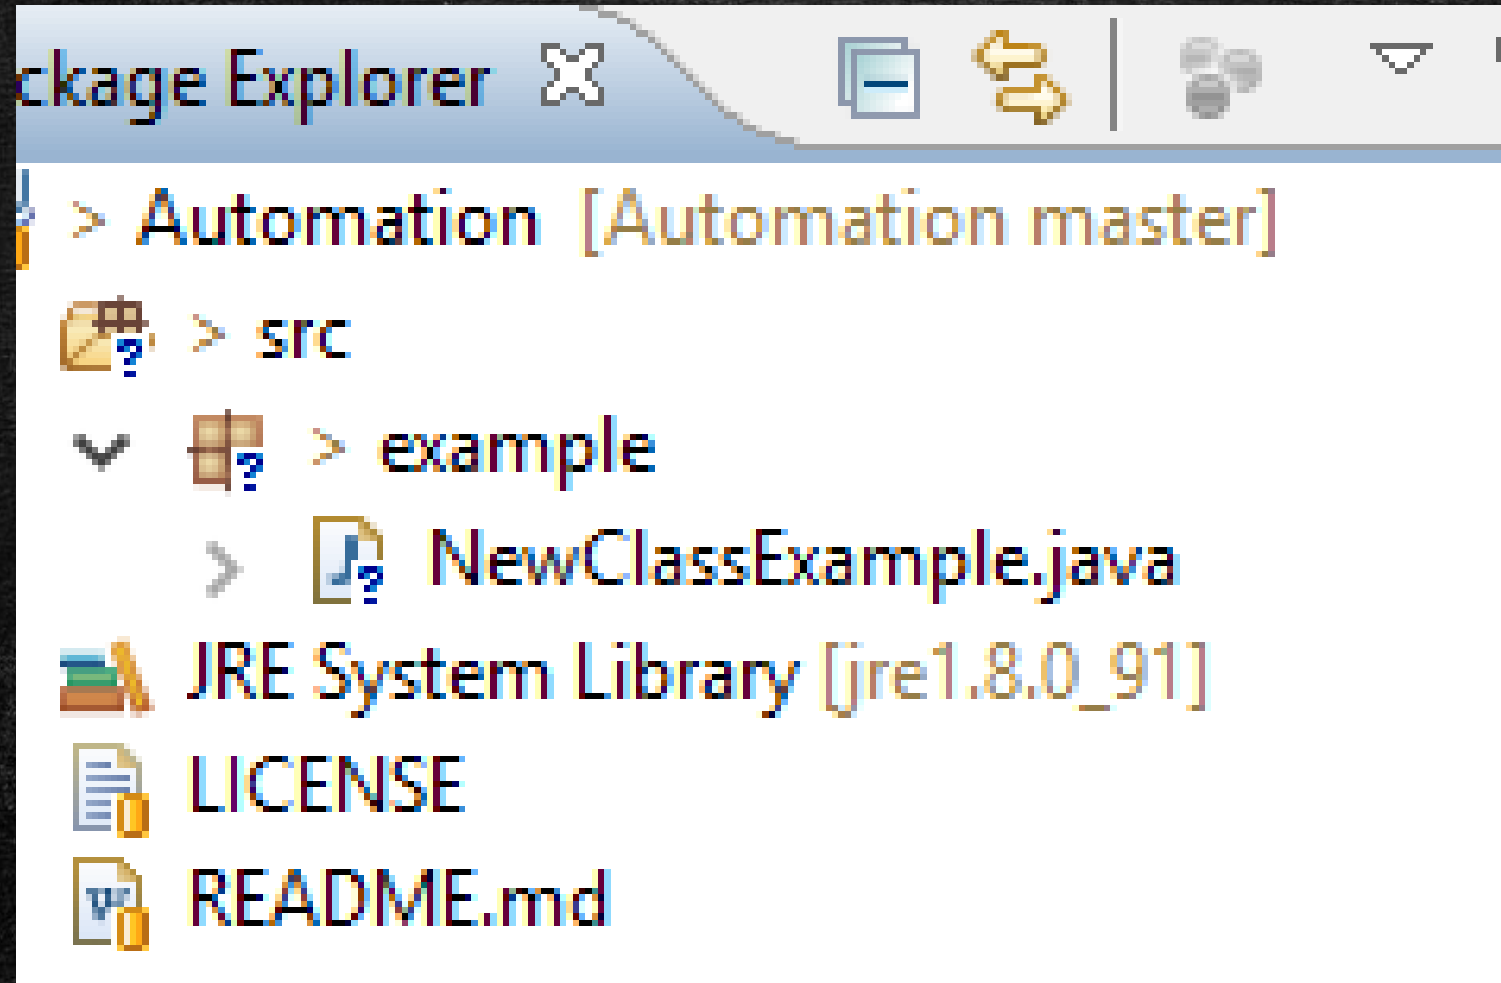 ckage Explorer
> Automation [Automation master]
> src
> example
NewClassExample.java
JRE System Library [jre1.8.0_91]
LICENSE
README.md